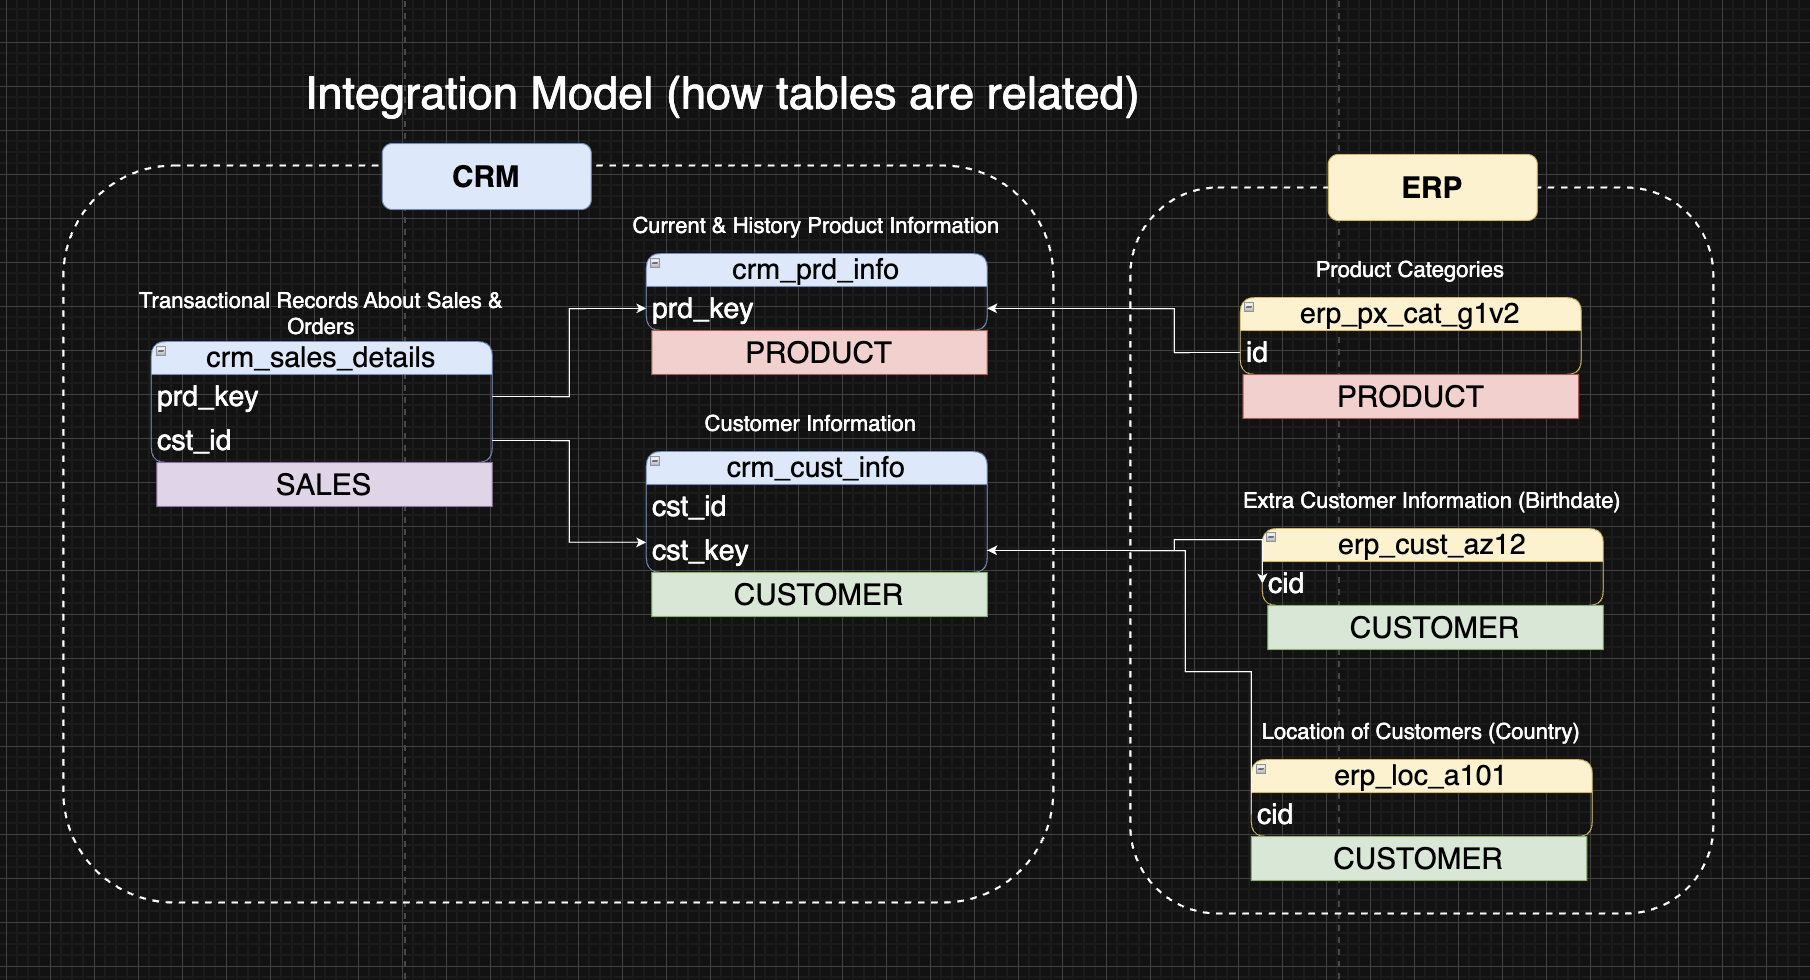 Integration Model (how tables are related)
CRM
Transactional Records About Sales &
Orders
crm_sales_details
prd_key
cst_id
SALES
Current & History Product Information
crm_prd_info
prd_key
PRODUCT
Customer Information
crm_cust_info
cst_id
cst_key
CUSTOMER
ERP
Product Categories
erp_px_cat_g1v2
id
PRODUCT
Extra Customer Information (Birthdate)
erp_cust_az12
cid
CUSTOMER
Location of Customers (Country)
erp_loc_a101
cid
CUSTOMER